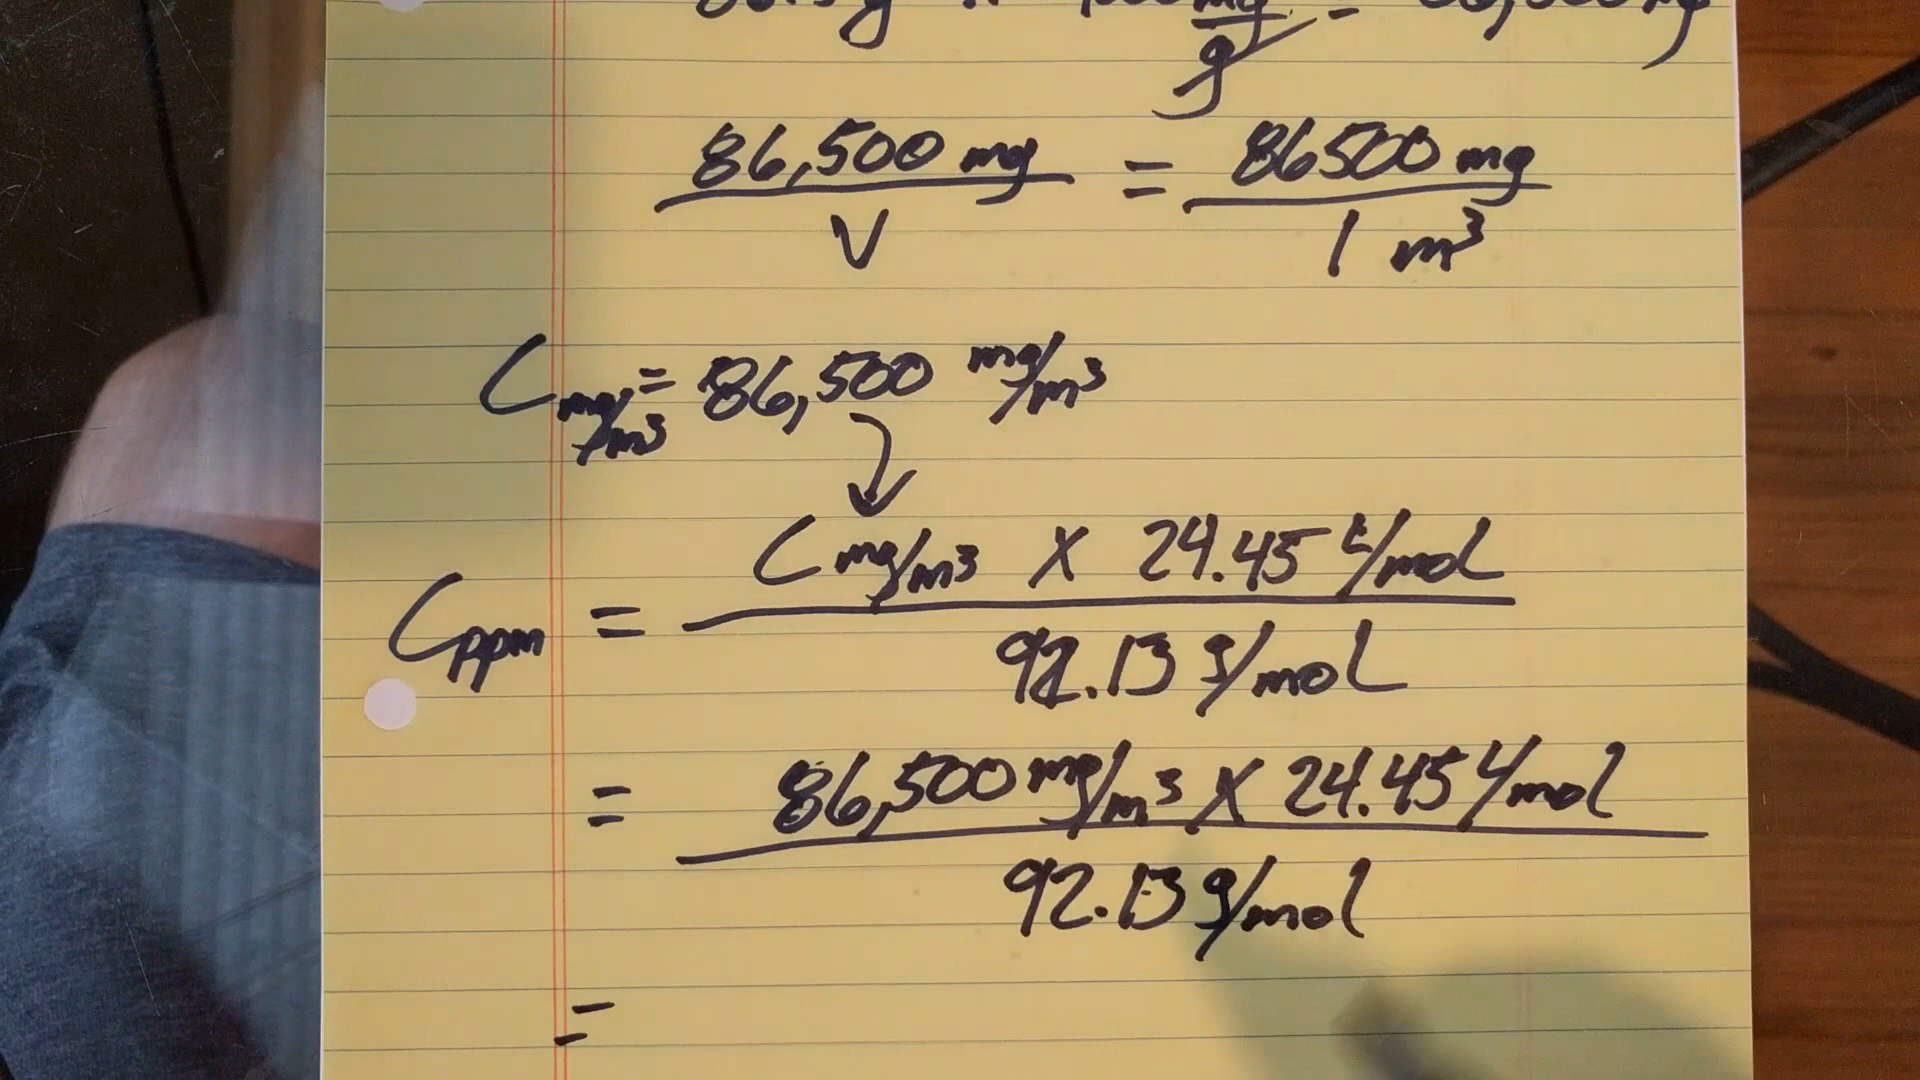 86,500 mg / V = 86500 mg / 1 m³
C mg/m³ = 86,500 mg/m³
Cppm = C mg/m³ X 24.45 L/mol / 92.13 g/mol
= 86,500 mg/m³ X 24.45 L/mol / 92.13 g/mol
=